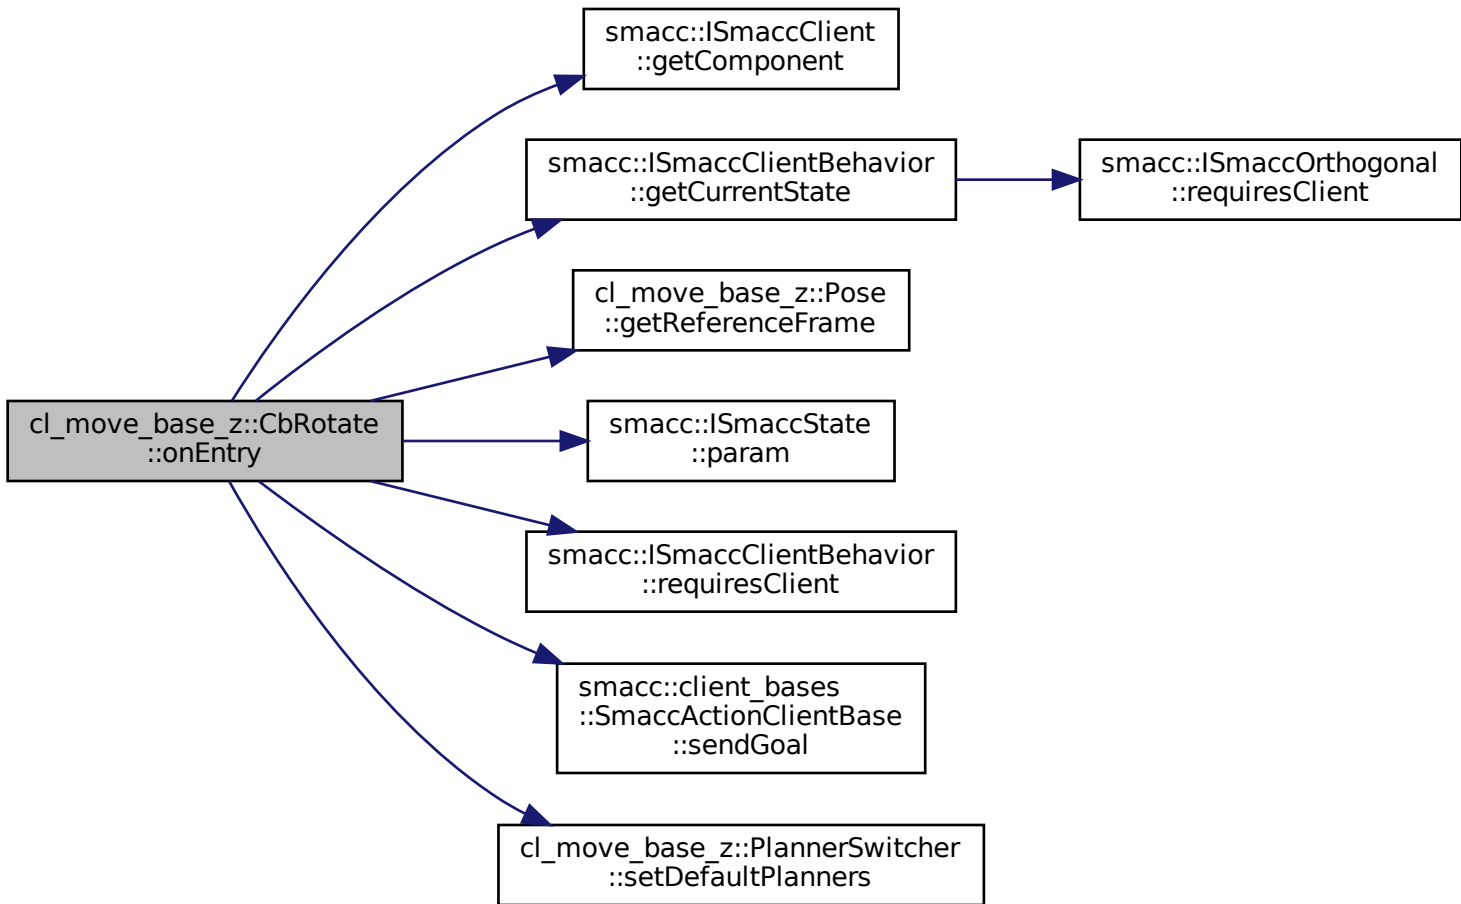 smacc::ISmaccClient
::getComponent
smacc::ISmaccClientBehavior
::getCurrentState
smacc::ISmaccOrthogonal
::requiresClient
cl_move_base_z::Pose
::getReferenceFrame
cl_move_base_z::CbRotate
::onEntry
smacc::ISmaccState
::param
smacc::ISmaccClientBehavior
::requiresClient
smacc::client_bases
::SmaccActionClientBase
::sendGoal
cl_move_base_z::PlannerSwitcher
::setDefaultPlanners